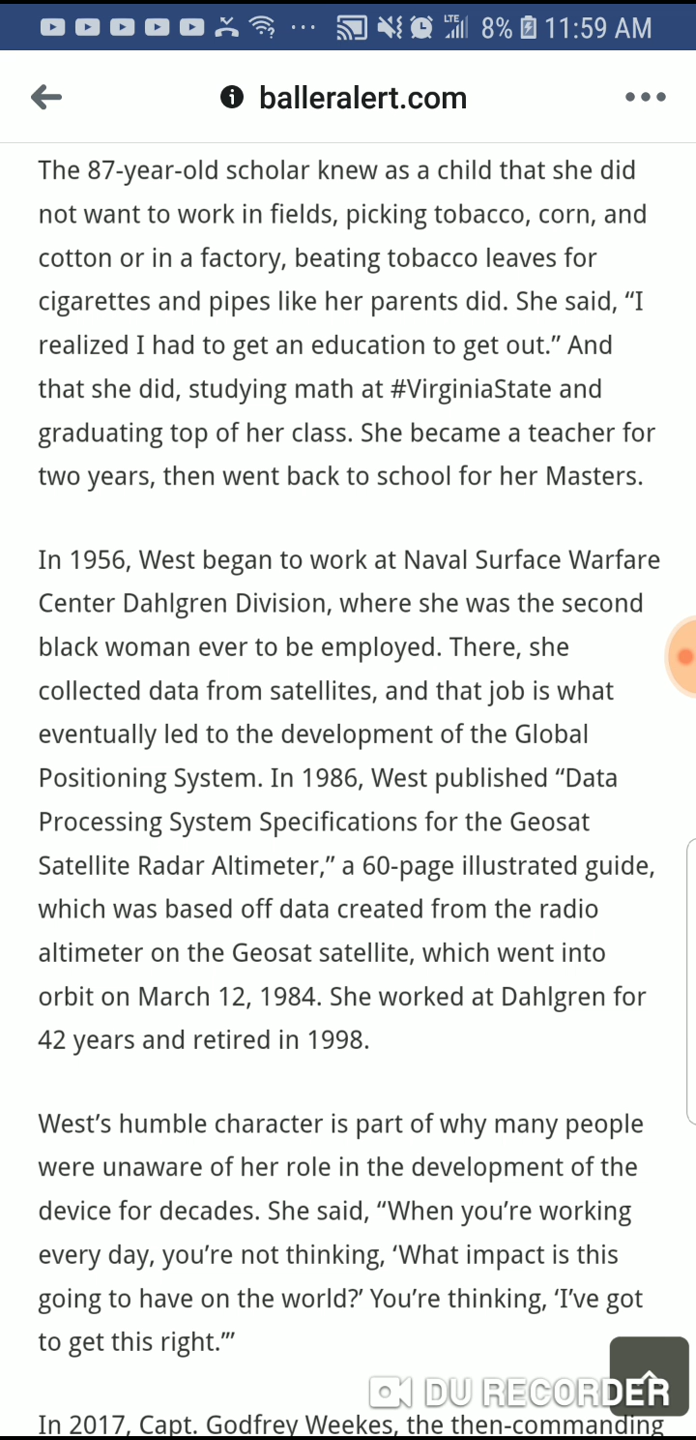 LTE 8% 11:59 AM
balleralert.com
The 87-year-old scholar knew as a child that she did
not want to work in fields, picking tobacco, corn, and
cotton or in a factory, beating tobacco leaves for
cigarettes and pipes like her parents did. She said, “I
realized I had to get an education to get out.” And
that she did, studying math at #VirginiaState and
graduating top of her class. She became a teacher for
two years, then went back to school for her Masters.
In 1956, West began to work at Naval Surface Warfare
Center Dahlgren Division, where she was the second
black woman ever to be employed. There, she
collected data from satellites, and that job is what
eventually led to the development of the Global
Positioning System. In 1986, West published “Data
Processing System Specifications for the Geosat
Satellite Radar Altimeter,” a 60-page illustrated guide,
which was based off data created from the radio
altimeter on the Geosat satellite, which went into
orbit on March 12, 1984. She worked at Dahlgren for
42 years and retired in 1998.
West’s humble character is part of why many people
were unaware of her role in the development of the
device for decades. She said, “When you’re working
every day, you’re not thinking, ‘What impact is this
going to have on the world?’ You’re thinking, ‘I’ve got
to get this right.’”
DU RECORDER
In 2017, Capt. Godfrey Weekes, the then-commanding